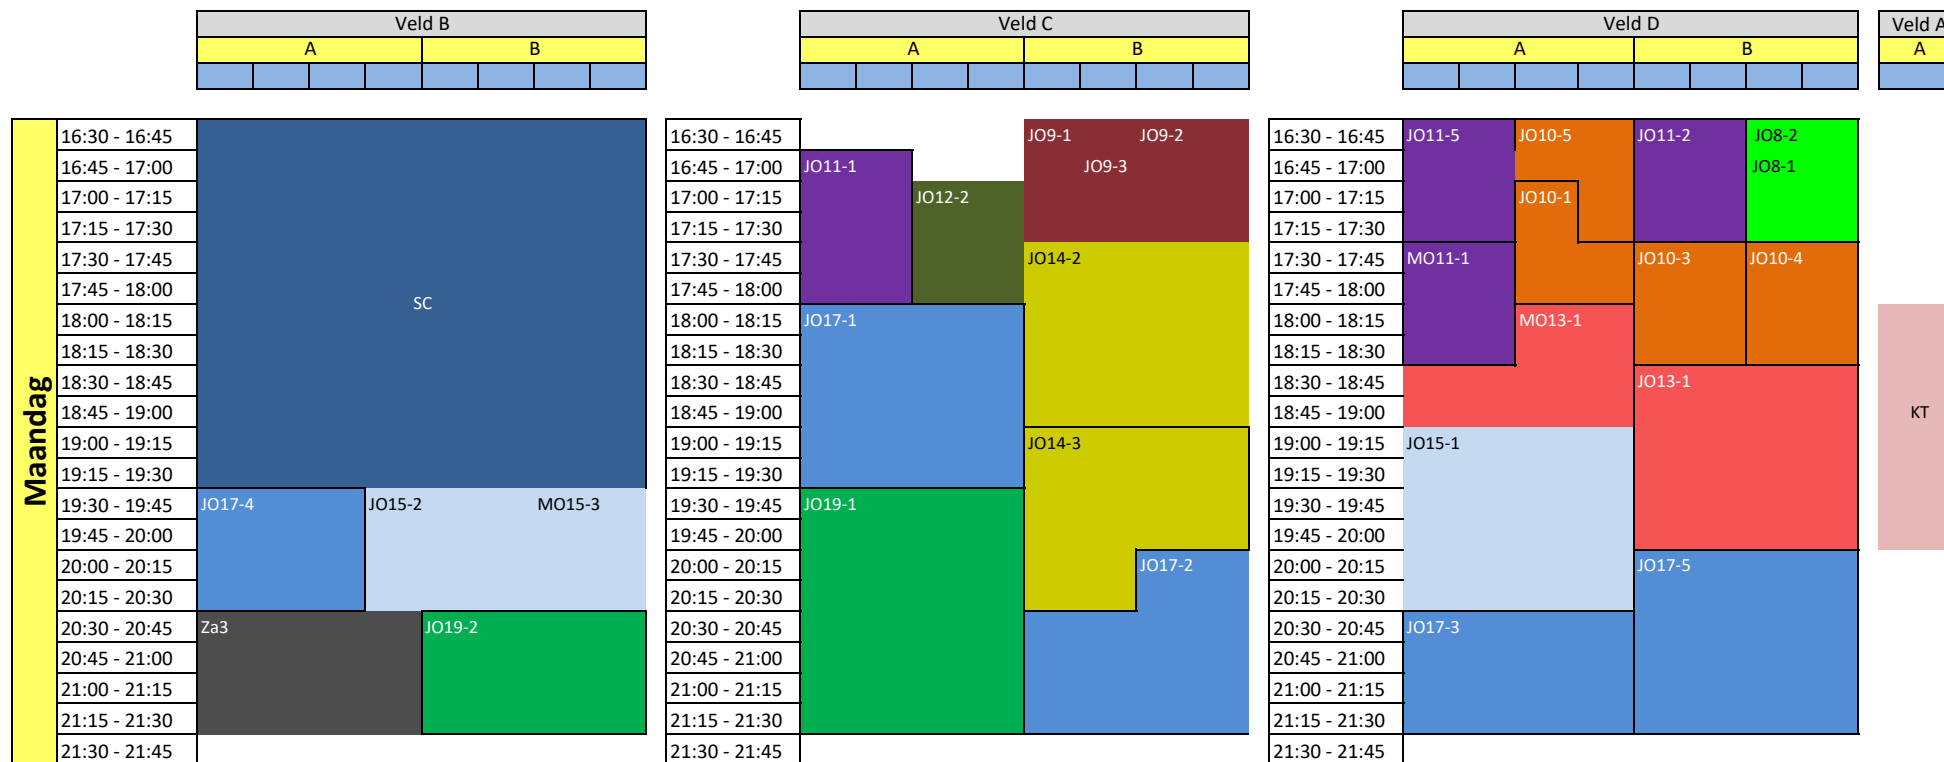 Veld B Veld C Veld D Veld A
A B A B A B A
16:30 - 16:45 16:30 - 16:45 JO9-1 JO9-2 16:30 - 16:45 JO11-5 JO10-5 JO11-2 JO8-2
16:45 - 17:00 16:45 - 17:00 JO11-1 JO9-3 16:45 - 17:00 JO8-1
17:00 - 17:15 17:00 - 17:15 JO12-2 17:00 - 17:15 JO10-1
17:15 - 17:30 17:15 - 17:30 17:15 - 17:30
17:30 - 17:45 17:30 - 17:45 JO14-2 17:30 - 17:45 MO11-1 JO10-3 JO10-4
17:45 - 18:00 SC 17:45 - 18:00 17:45 - 18:00
18:00 - 18:15 18:00 - 18:15 JO17-1 18:00 - 18:15 MO13-1
18:15 - 18:30 18:15 - 18:30 18:15 - 18:30
18:30 - 18:45 18:30 - 18:45 18:30 - 18:45 JO13-1
Maandag 18:45 - 19:00 18:45 - 19:00 18:45 - 19:00 KT
19:00 - 19:15 19:00 - 19:15 JO14-3 19:00 - 19:15 JO15-1
19:15 - 19:30 19:15 - 19:30 19:15 - 19:30
19:30 - 19:45 JO17-4 JO15-2 MO15-3 19:30 - 19:45 JO19-1 19:30 - 19:45
19:45 - 20:00 19:45 - 20:00 19:45 - 20:00
20:00 - 20:15 20:00 - 20:15 JO17-2 20:00 - 20:15 JO17-5
20:15 - 20:30 20:15 - 20:30 20:15 - 20:30
20:30 - 20:45 Za3 JO19-2 20:30 - 20:45 20:30 - 20:45 JO17-3
20:45 - 21:00 20:45 - 21:00 20:45 - 21:00
21:00 - 21:15 21:00 - 21:15 21:00 - 21:15
21:15 - 21:30 21:15 - 21:30 21:15 - 21:30
21:30 - 21:45 21:30 - 21:45 21:30 - 21:45